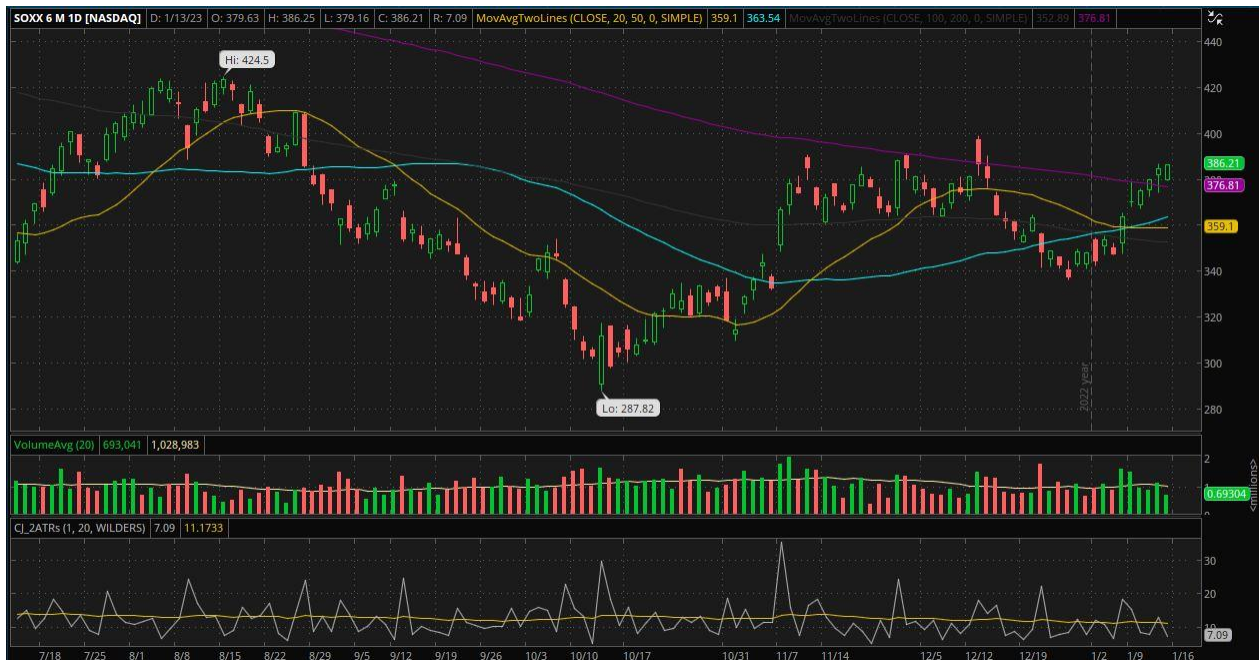 SOXX 6 M 1D [NASDAQ] D: 1/13/23 O: 379.63 H: 386.25 L: 379.16 C: 386.21 R: 7.09 MovAvgTwoLines (CLOSE, 20, 50, 0, SIMPLE) 359.1 363.54 MovAvgTwoLines (CLOSE, 100, 200, 0, SIMPLE) 352.89 376.81
440
Hi: 424.5
420
400
386.21
380
376.81
360
359.1
340
320
300
2022 year
Lo: 287.82
280
VolumeAvg (20) 693,041 1,028,983
2
1
0.69304
0
<millions>
CJ_2ATRs (1, 20, WILDERS) 7.09 11.1733
30
20
10
7.09
7/18 7/25 8/1 8/8 8/15 8/22 8/29 9/5 9/12 9/19 9/26 10/3 10/10 10/17 10/31 11/7 11/14 12/5 12/12 12/19 1/2 1/9 1/16